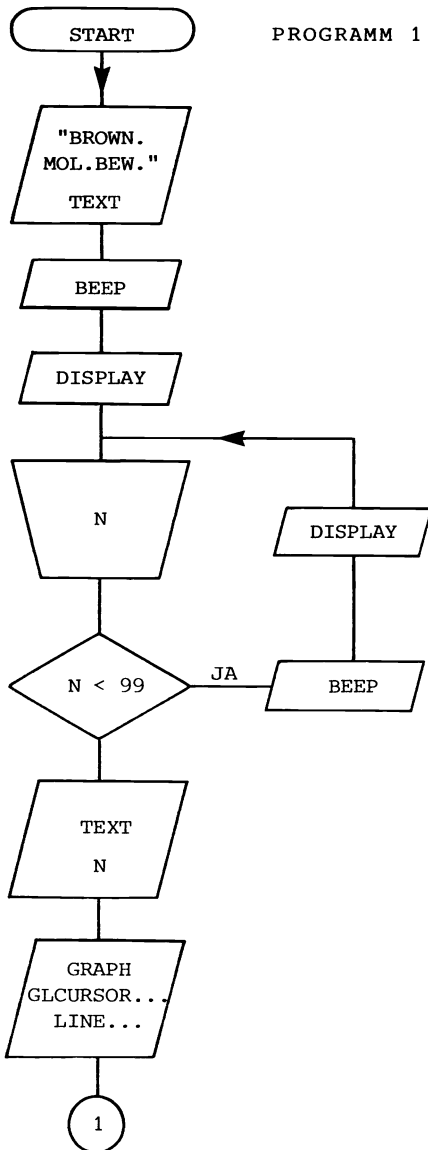 START
PROGRAMM 1
"BROWN.
MOL.BEW."
TEXT
BEEP
DISPLAY
N
DISPLAY
N < 99
JA
BEEP
TEXT
N
GRAPH
GLCURSOR...
LINE...
1